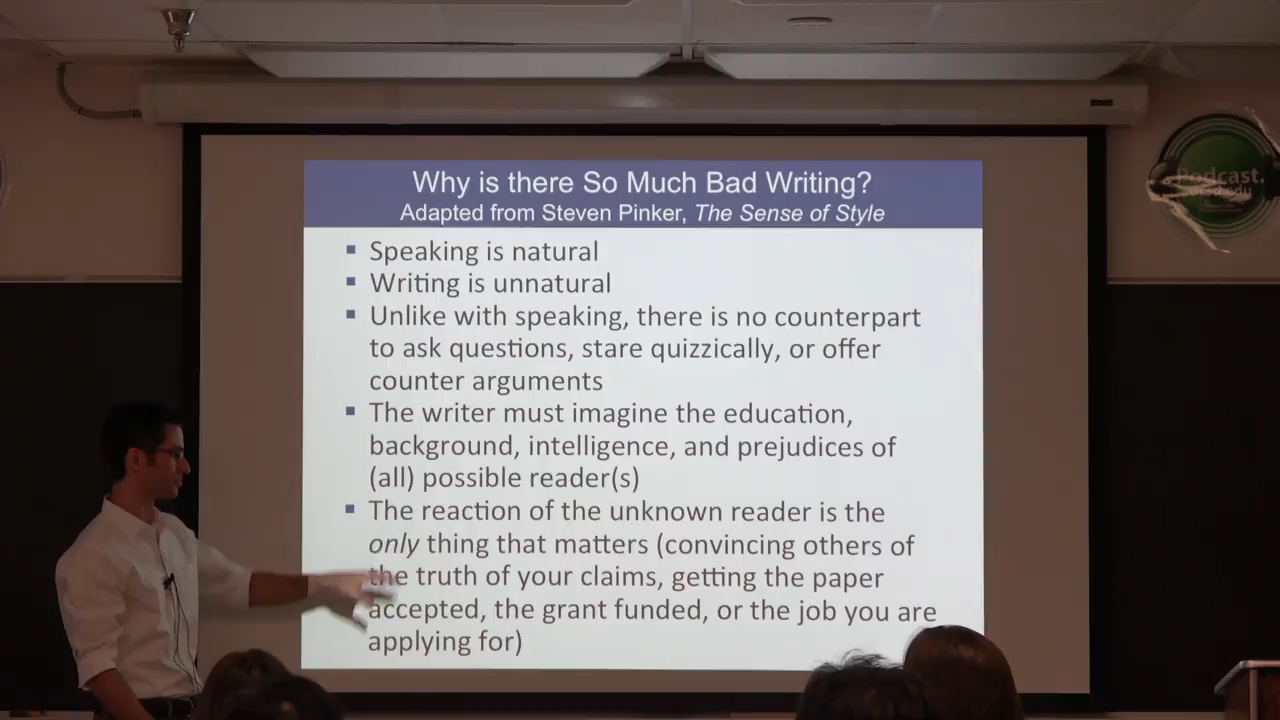 Why is there So Much Bad Writing?
Adapted from Steven Pinker, The Sense of Style
▪ Speaking is natural
▪ Writing is unnatural
▪ Unlike with speaking, there is no counterpart
to ask questions, stare quizzically, or offer
counter arguments
▪ The writer must imagine the education,
background, intelligence, and prejudices of
(all) possible reader(s)
▪ The reaction of the unknown reader is the
only thing that matters (convincing others of
the truth of your claims, getting the paper
accepted, the grant funded, or the job you are
applying for)
Podcast.
ucsd.edu